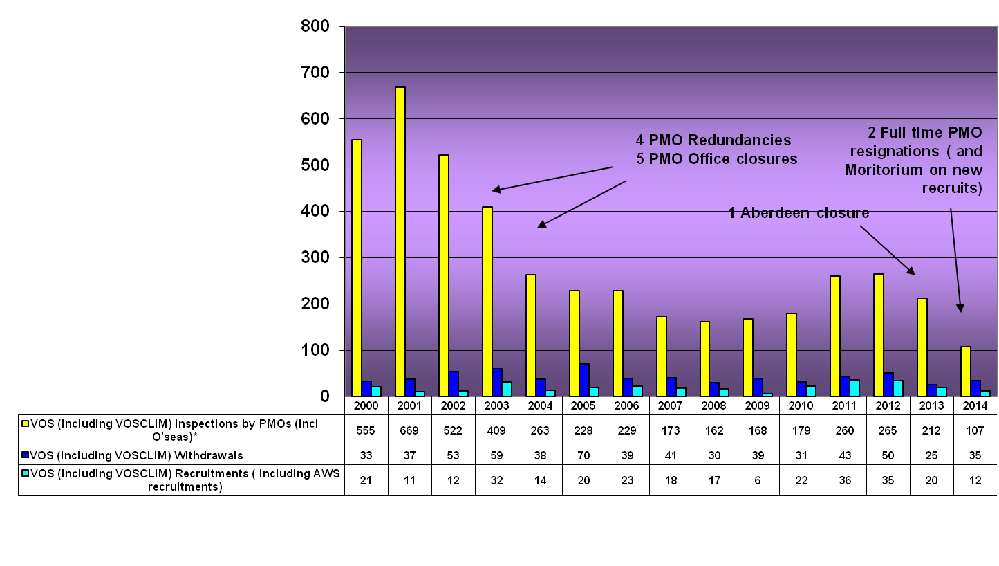 800
700
600
500
400
300
200
100
0
4 PMO Redundancies
5 PMO Office closures
2 Full time PMO
resignations ( and
Moritorium on new
recruits)
1 Aberdeen closure
2000 2001 2002 2003 2004 2005 2006 2007 2008 2009 2010 2011 2012 2013 2014
VOS (Including VOSCLIM) Inspections by PMOs (incl
O'seas)*
555 669 522 409 263 228 229 173 162 168 179 260 265 212 107
VOS (Including VOSCLIM) Withdrawals
33 37 53 59 38 70 39 41 30 39 31 43 50 25 35
VOS (Including VOSCLIM) Recruitments ( including AWS
recruitments)
21 11 12 32 14 20 23 18 17 6 22 36 35 20 12